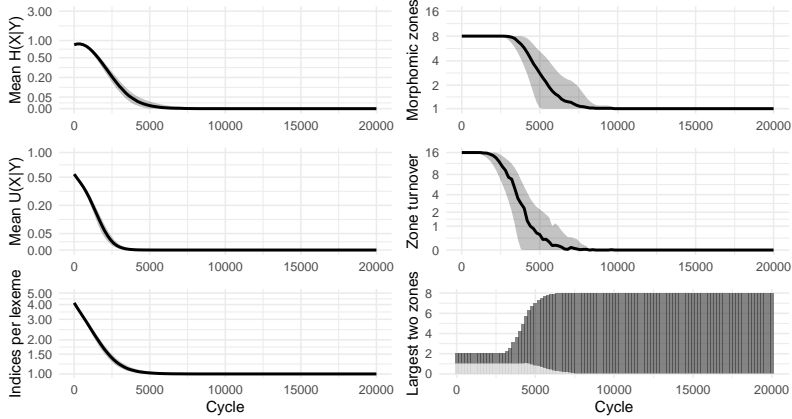 Mean H(X|Y)
3.00
1.00
0.50
0.20
0.05
0.00
0 5000 10000 15000 20000
Morphomic zones
16
8
4
2
1
0 5000 10000 15000 20000
Mean U(X|Y)
1.00
0.50
0.20
0.05
0.00
0 5000 10000 15000 20000
Zone turnover
16
8
4
2
1
0
0 5000 10000 15000 20000
Indices per lexeme
5.00
4.00
3.00
2.00
1.50
1.00
0 5000 10000 15000 20000
Cycle
Largest two zones
8
6
4
2
0
0 5000 10000 15000 20000
Cycle